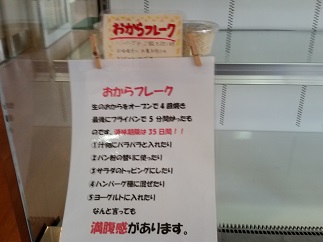 おからフレーク
おからフレーク
生のおからをオーブンで4回焼き
最後にフライパンで5分間炒ったも
のです。賞味期限は35日間！！
①汁物にパラパラと入れたり
②パン粉の替りに使ったり
③サラダのトッピングにしたり
④ハンバーグ種に混ぜたり
⑤ヨーグルトに入れたり
なんと言っても
満腹感があります。